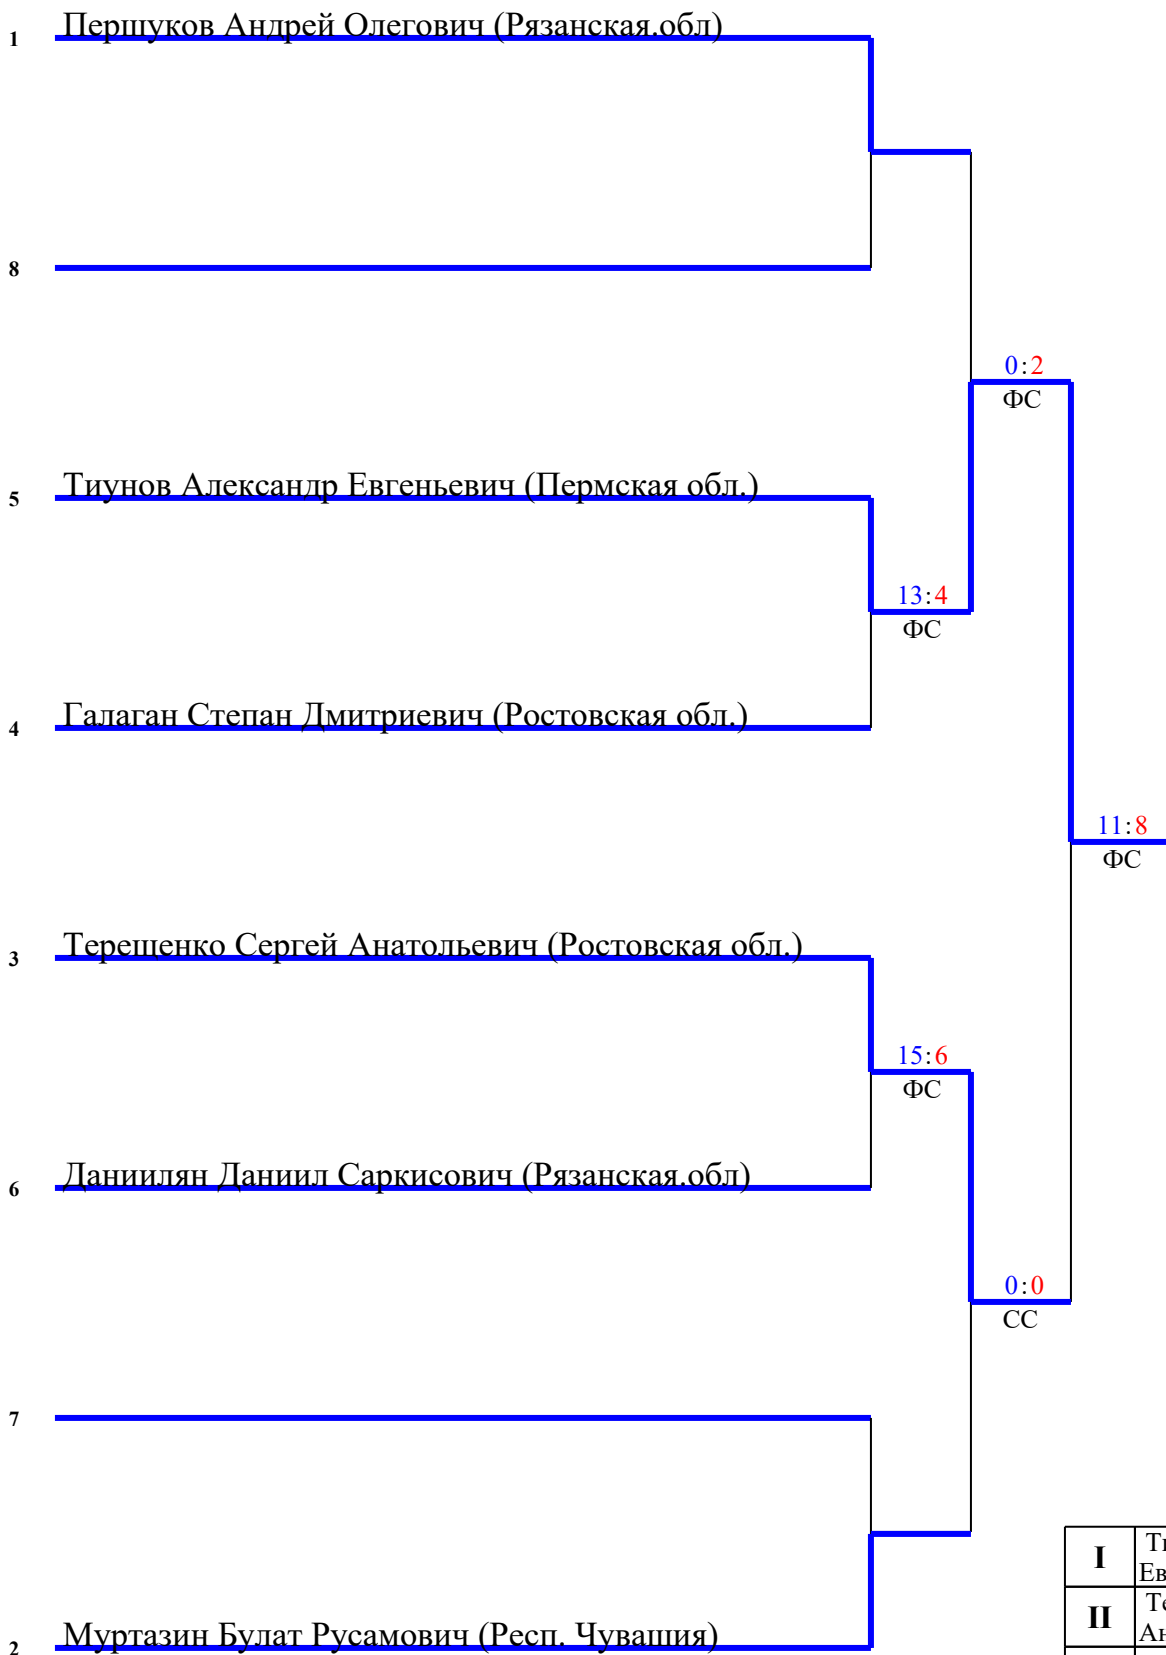 1 Першуков Андрей Олегович (Рязанская.обл)
8
0:2
ФС
5 Тиунов Александр Евгеньевич (Пермская обл.)
13:4
ФС
4 Галаган Степан Дмитриевич (Ростовская обл.)
11:8
ФС
3 Терещенко Сергей Анатольевич (Ростовская обл.)
15:6
ФС
6 Даниилян Даниил Саркисович (Рязанская.обл)
0:0
СС
7
I
II
2 Муртазин Булат Русамович (Респ. Чувашия)